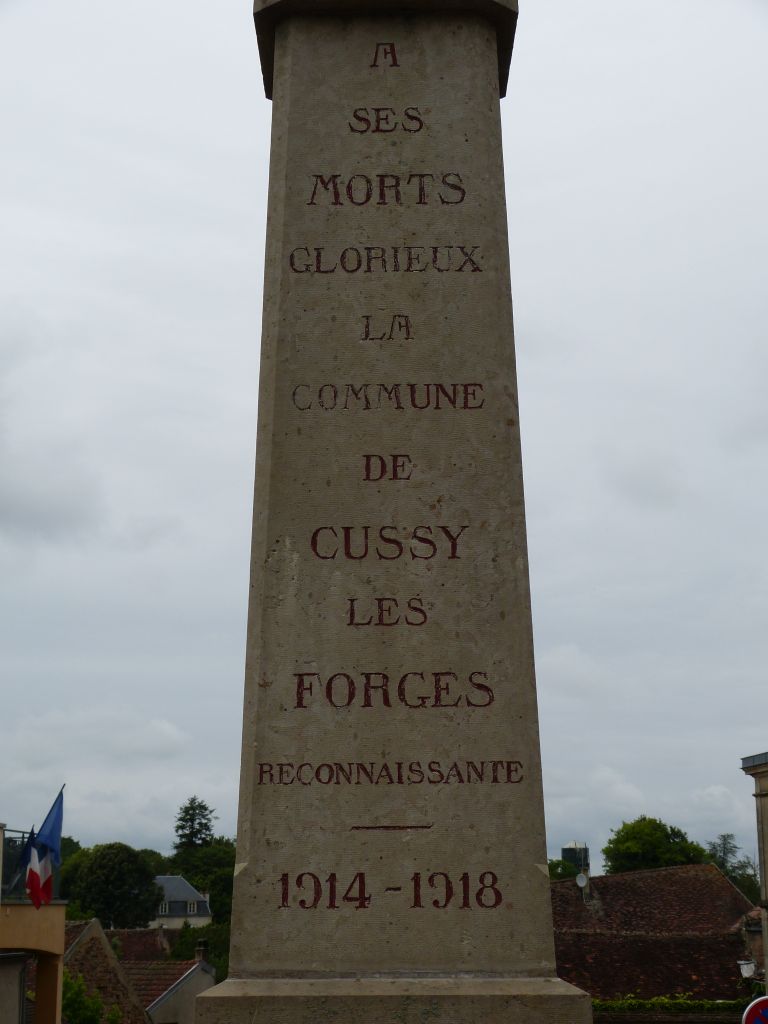 A
SES
MORTS
GLORIEUX
LA
COMMUNE
DE
CUSSY
LES
FORGES
RECONNAISSANTE
1914-1918